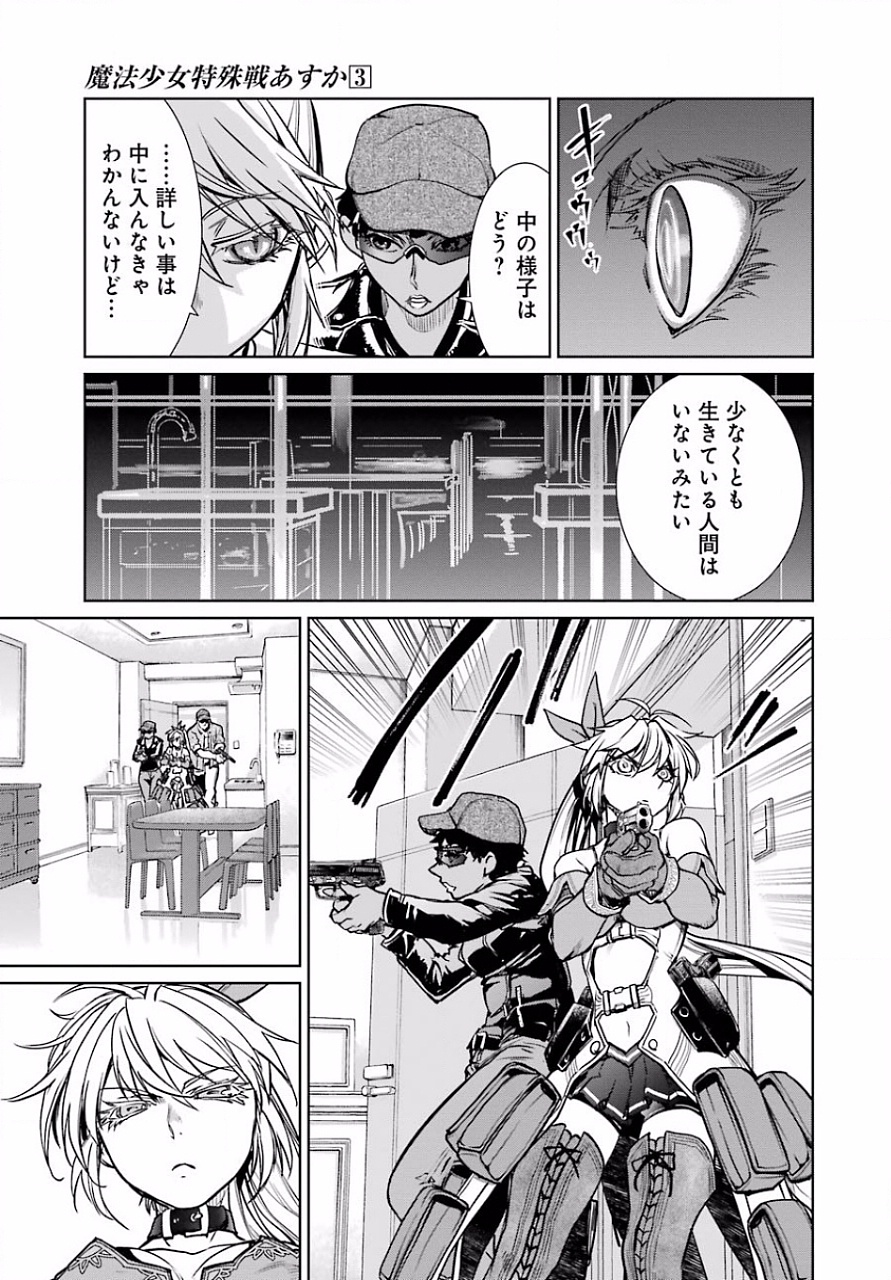 魔法少女特殊戦あすか3
キュウゥゥ
中の様子は
どう?
……詳しい事は
中に入んなきゃ
わかんないけど…
少なくとも
生きている人間は
いないみたい